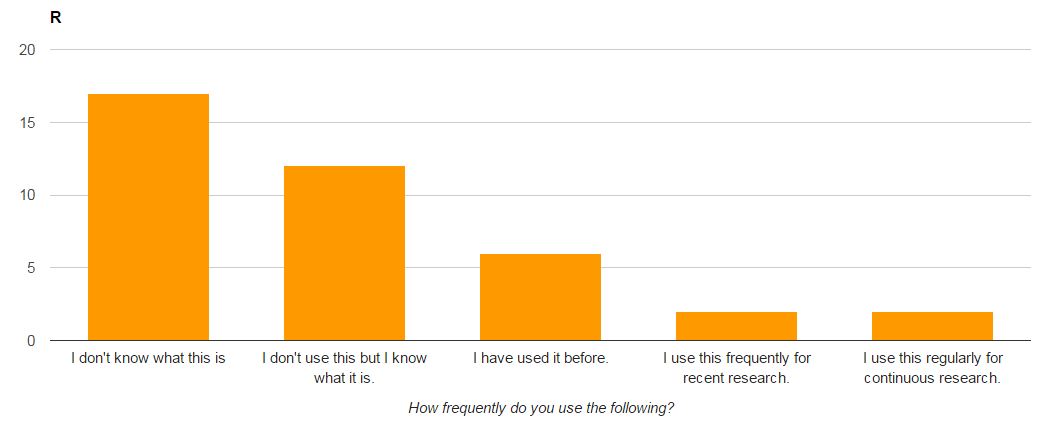 R
20
15
10
5
0
I don't know what this is
I don't use this but I know
what it is.
I have used it before.
I use this frequently for
recent research.
I use this regularly for
continuous research.
How frequently do you use the following?